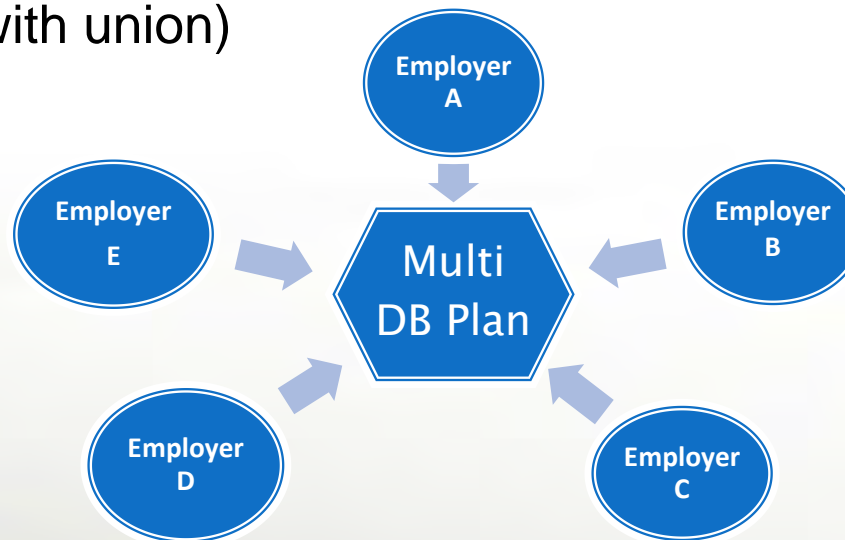 with union)
Employer
A
Employer
E
Employer
B
Multi
DB Plan
Employer
D
Employer
C